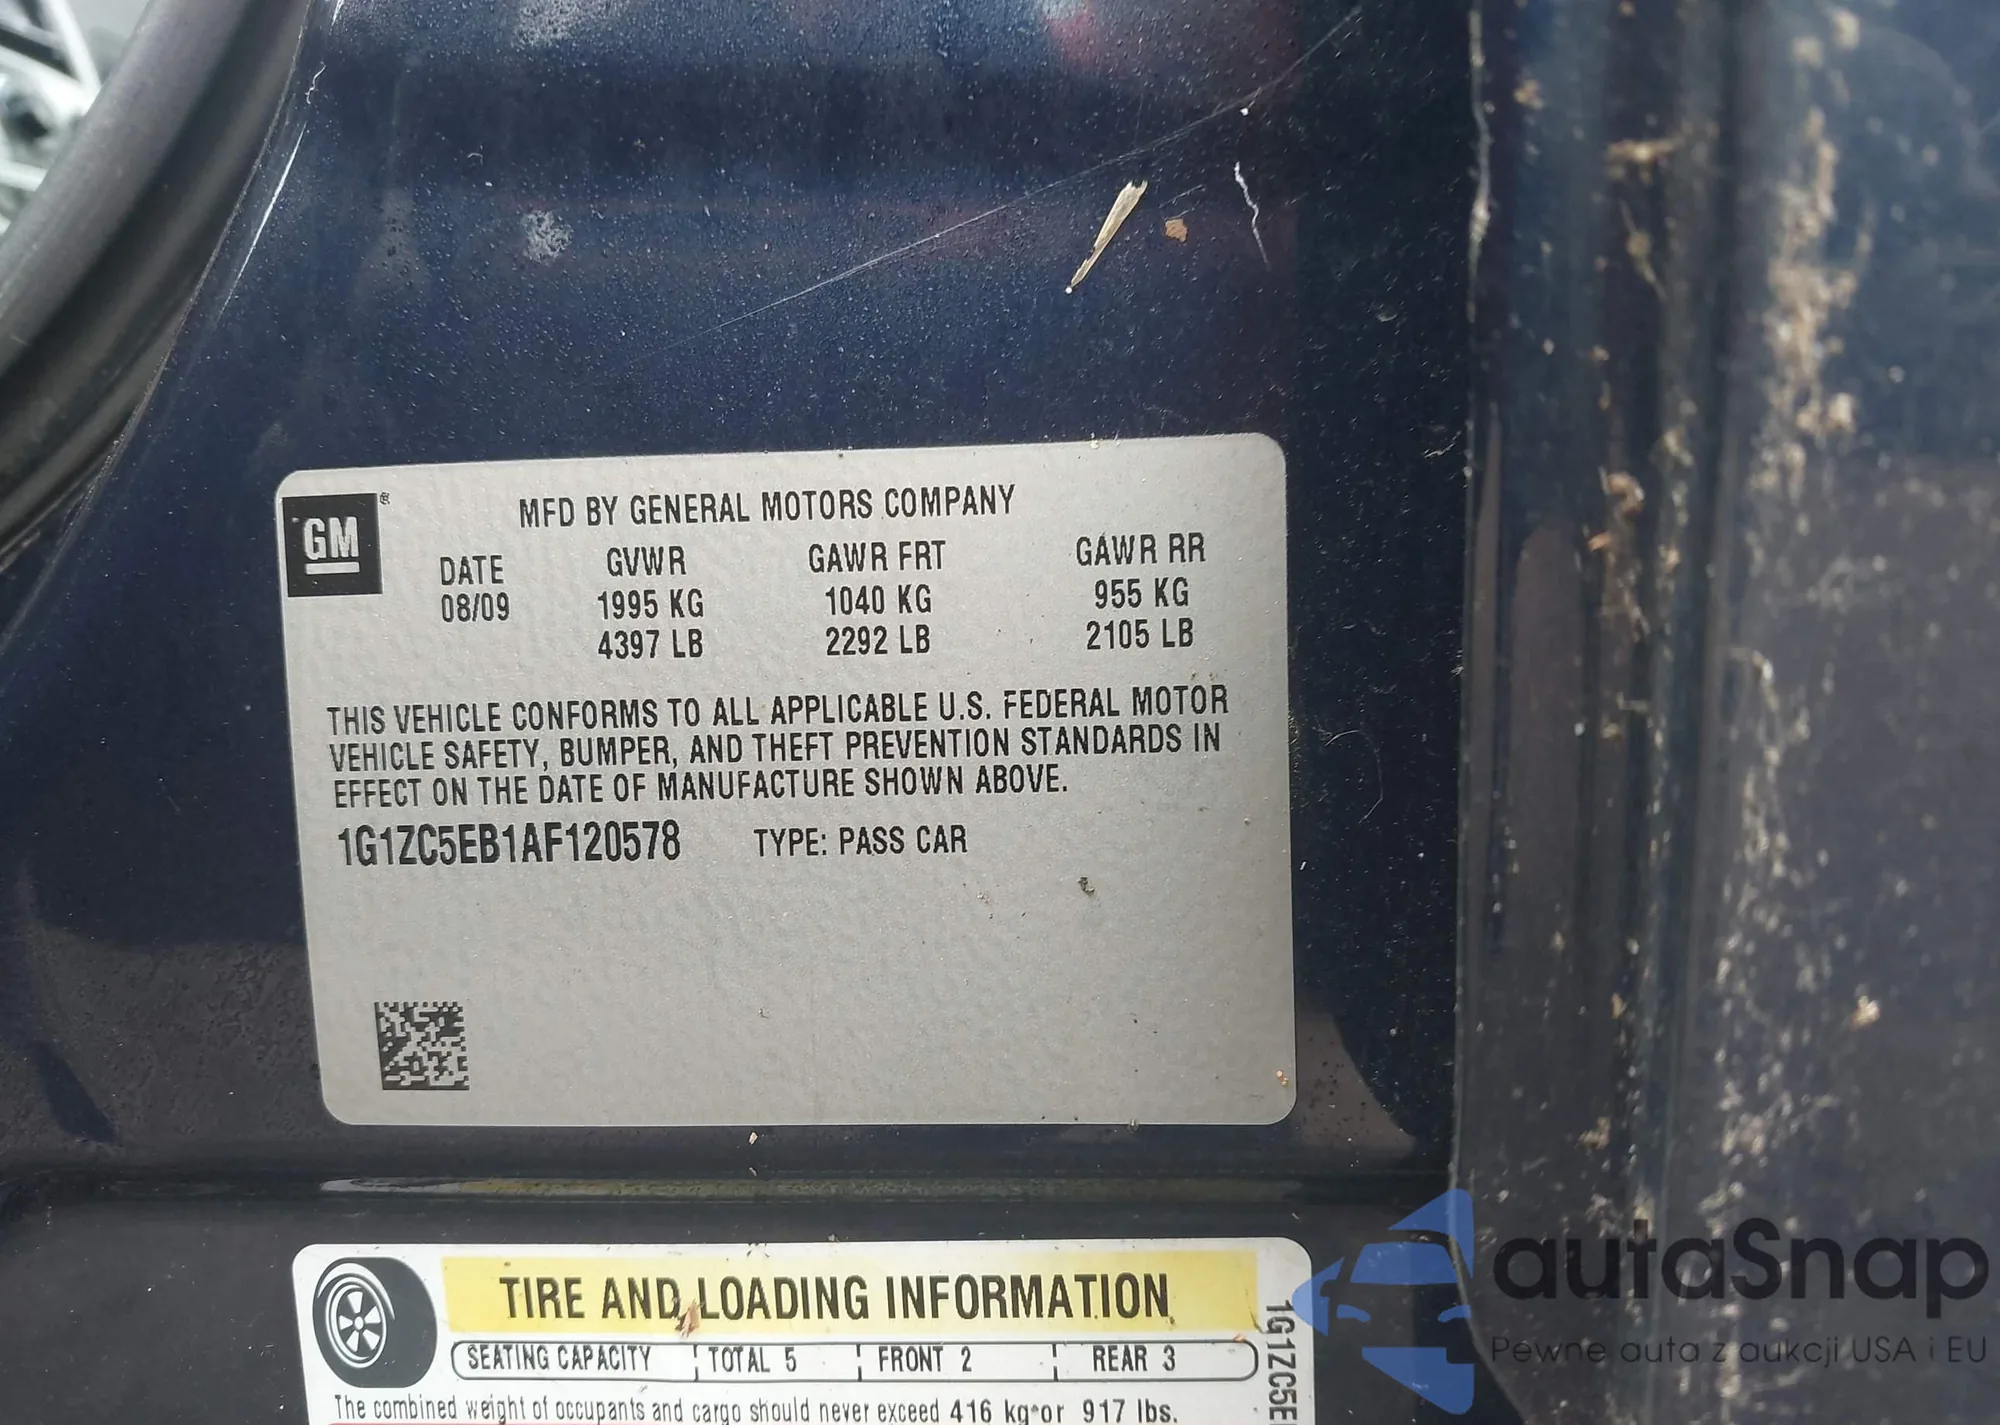 GM®
MFD BY GENERAL MOTORS COMPANY
DATE GVWR GAWR FRT GAWR RR
08/09 1995 KG 1040 KG 955 KG
4397 LB 2292 LB 2105 LB
THIS VEHICLE CONFORMS TO ALL APPLICABLE U.S. FEDERAL MOTOR
VEHICLE SAFETY, BUMPER, AND THEFT PREVENTION STANDARDS IN
EFFECT ON THE DATE OF MANUFACTURE SHOWN ABOVE.
1G1ZC5EB1AF120578 TYPE: PASS CAR
TIRE AND LOADING INFORMATION
SEATING CAPACITY TOTAL 5 FRONT 2 REAR 3
The combined weight of occupants and cargo should never exceed 416 kg or 917 lbs.
1G1ZC5E
autaSnap
Pewne auta z aukcji USA i EU